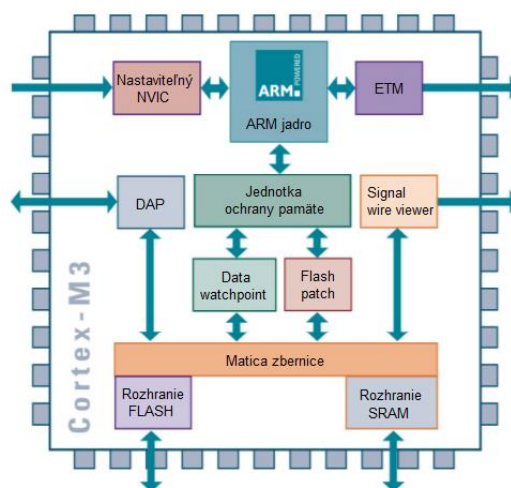 Nastaviteľný
NVIC
ARM
POWERED
ARM jadro
ETM
DAP
Jednotka
ochrany pamäte
Signal
wire viewer
Data
watchpoint
Flash
patch
Matica zbernice
Rozhranie
FLASH
Rozhranie
SRAM
Cortex-M3